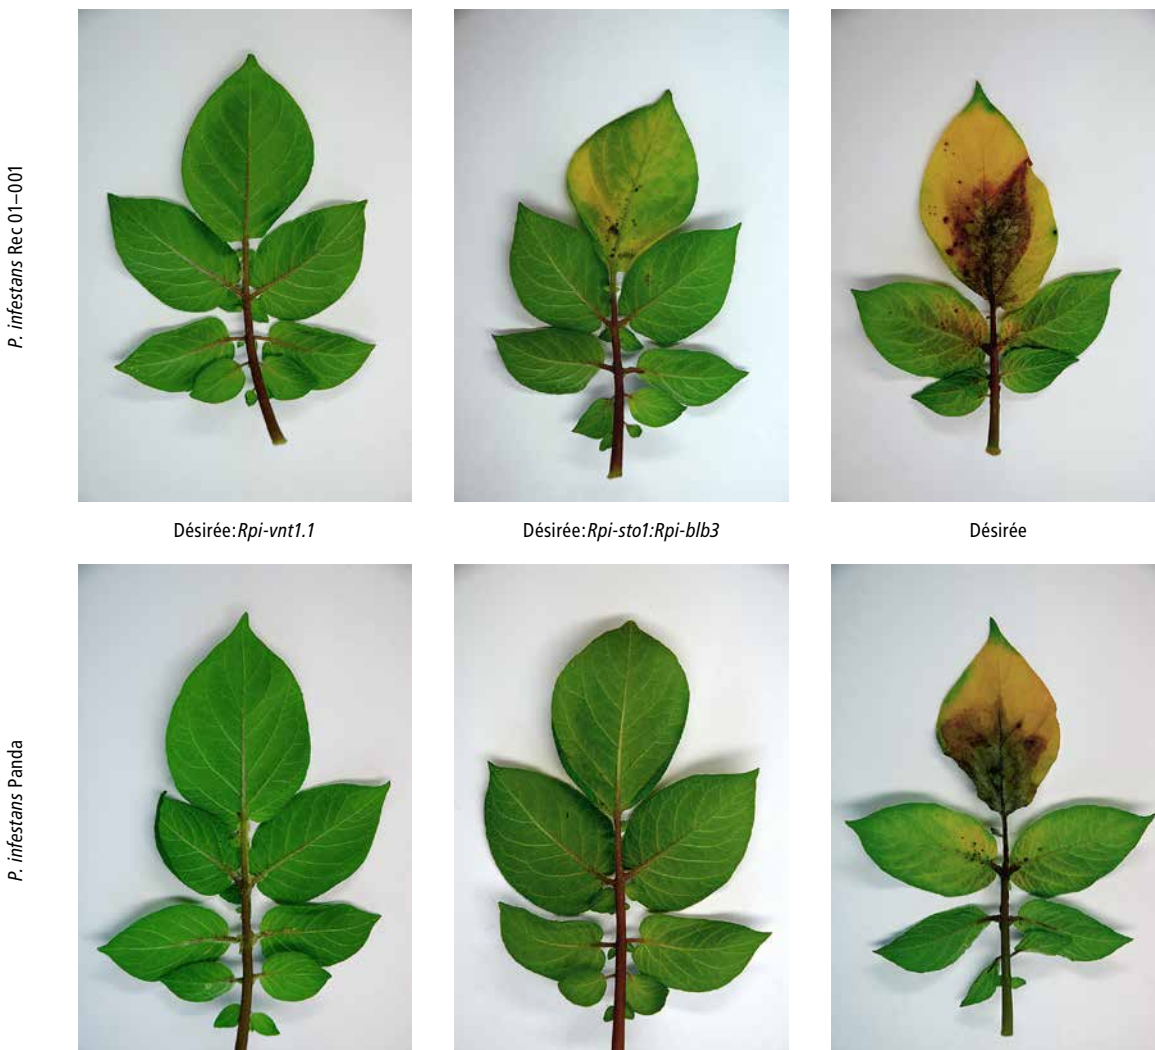 P. infestans Rec 01–001
Désirée:Rpi-vnt1.1
Désirée:Rpi-sto1:Rpi-blb3
Désirée
P. infestans Panda